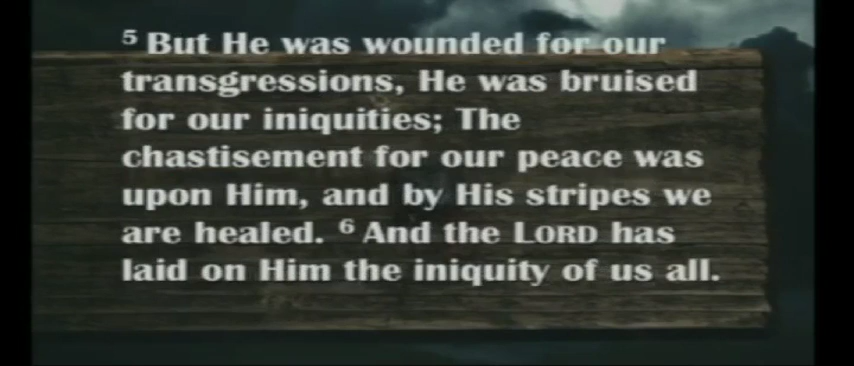 5 But He was wounded for our
transgressions, He was bruised
for our iniquities; The
chastisement for our peace was
upon Him, and by His stripes we
are healed. 6 And the LORD has
laid on Him the iniquity of us all.